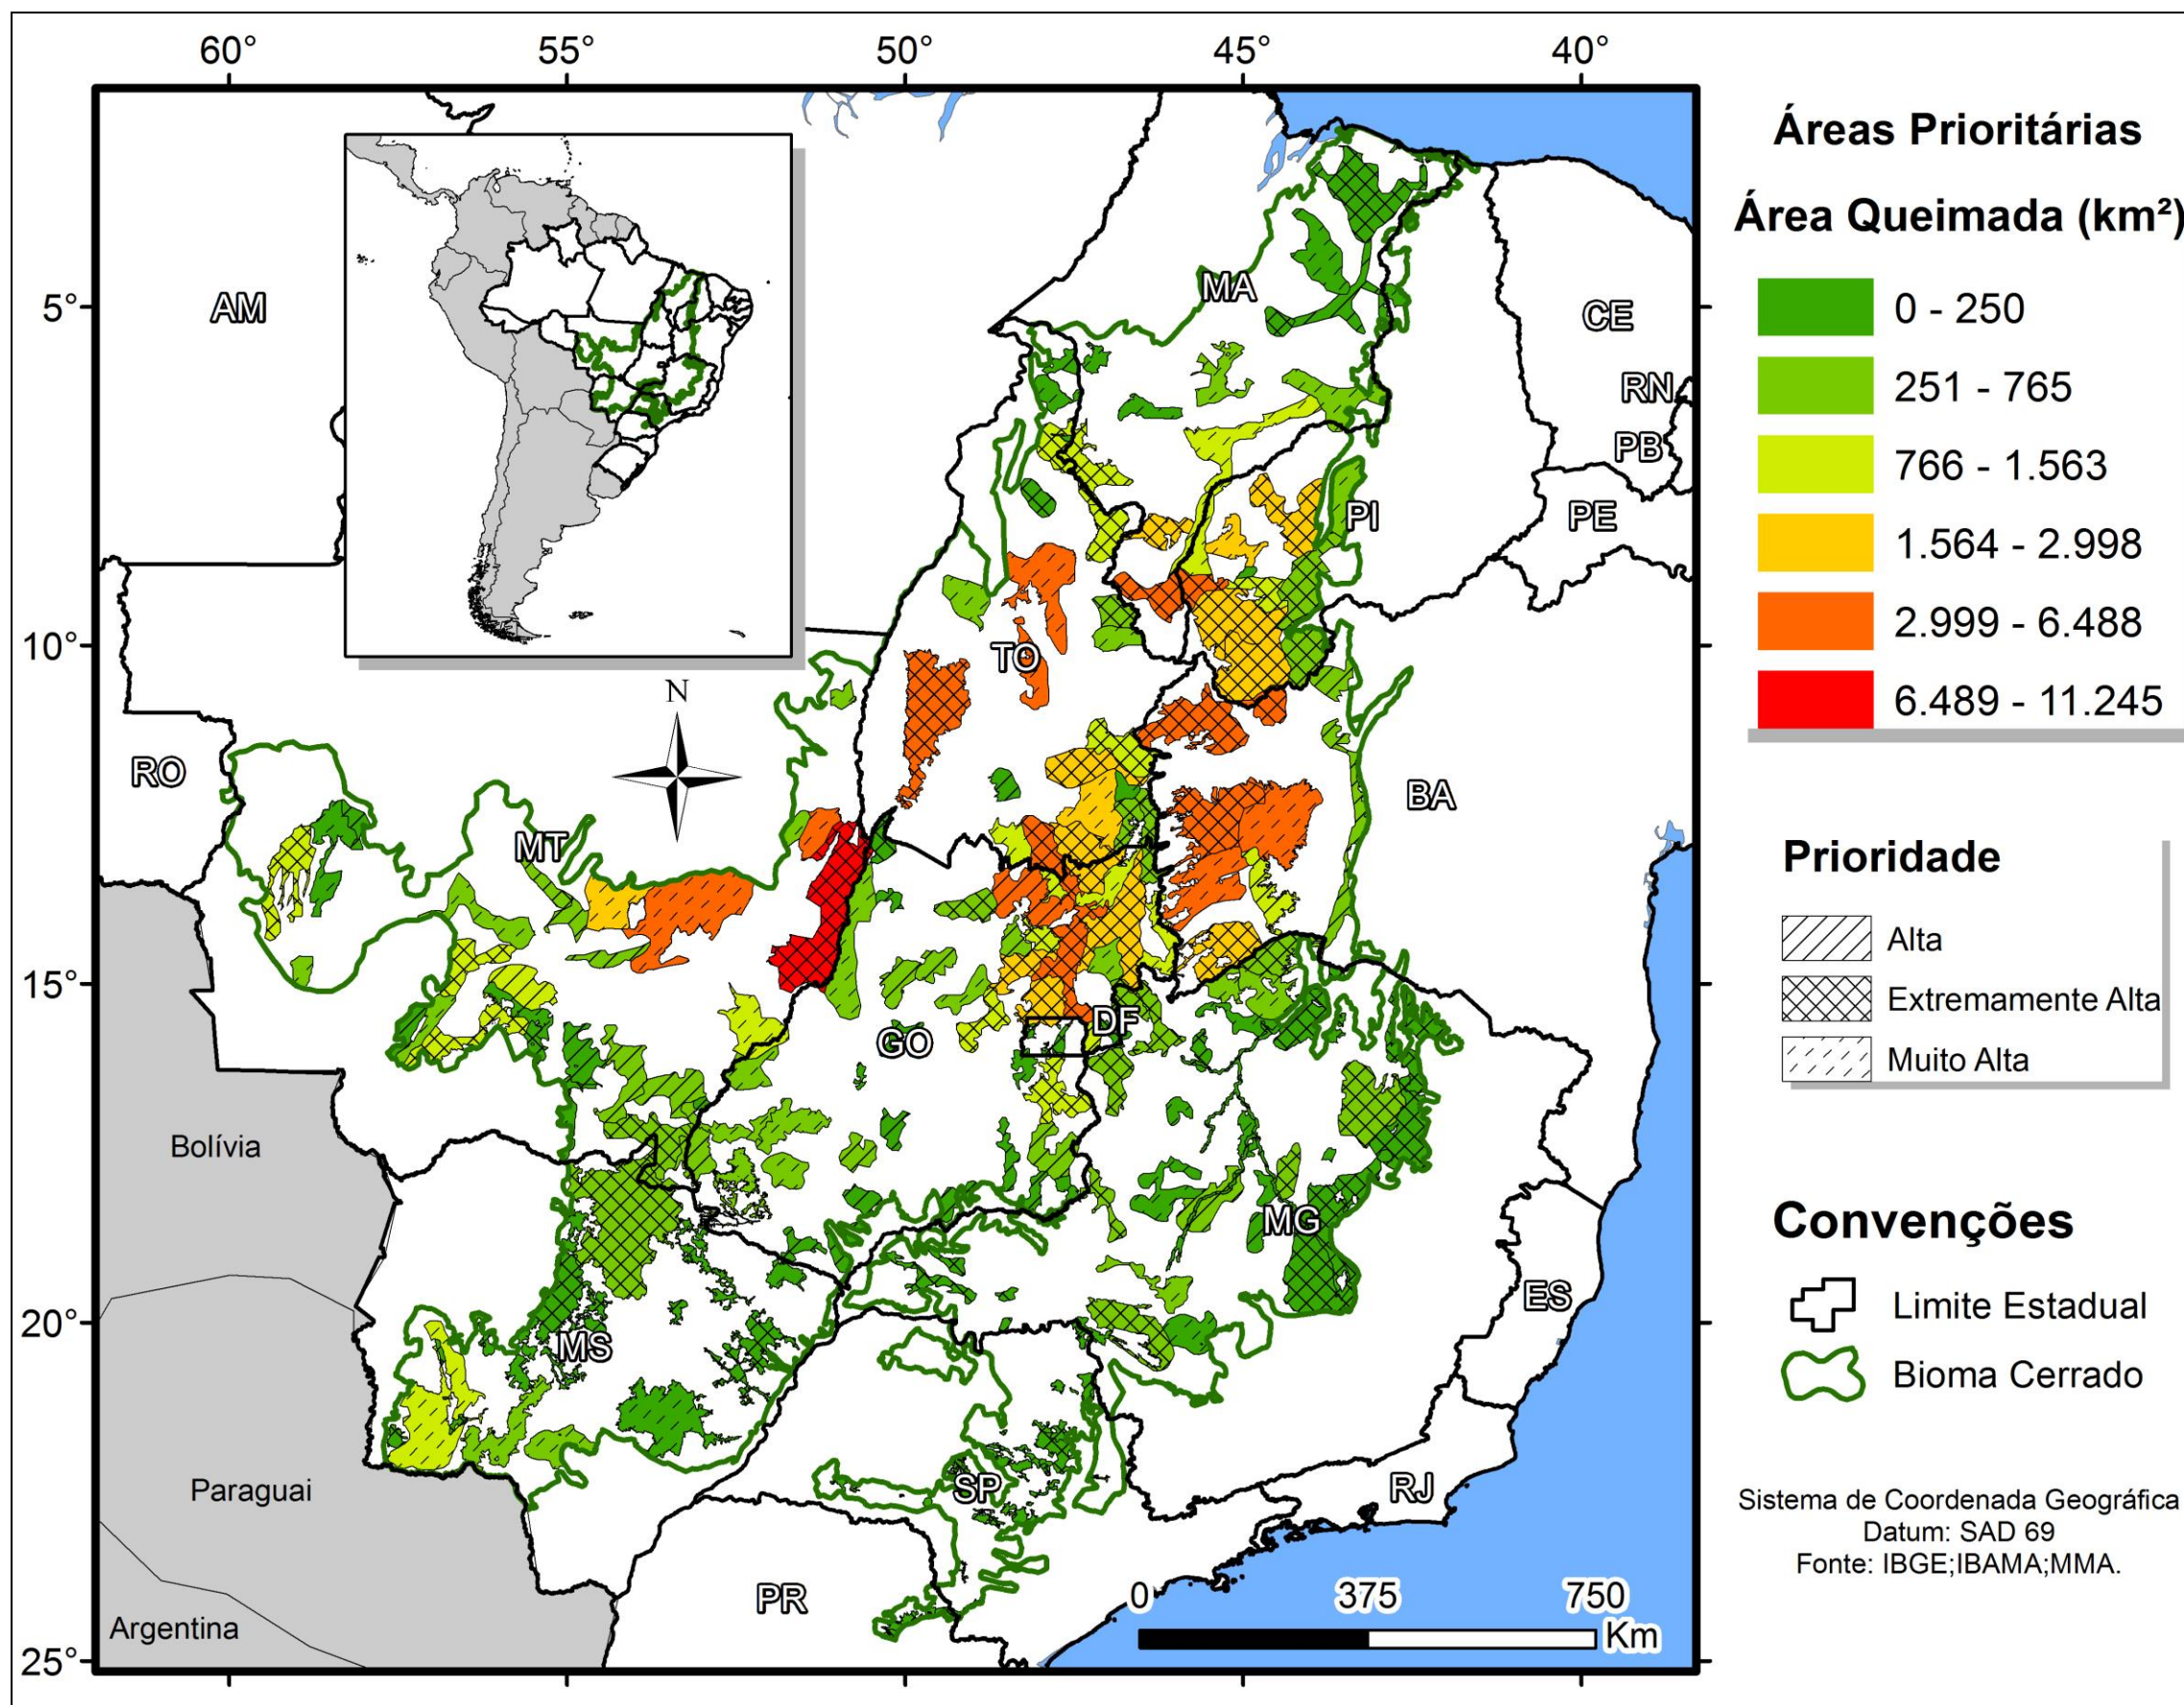 60° 55° 50° 45° 40°
5°
10°
15°
20°
25°
AM
RO
MT
MA
CE
RN
PB
PE
PI
TO
BA
GO
DF
MG
ES
MS
SP
RJ
PR
Bolívia
Paraguai
Argentina
N
0 375 750
Km
Áreas Prioritárias
Área Queimada (km²)
0 - 250
251 - 765
766 - 1.563
1.564 - 2.998
2.999 - 6.488
6.489 - 11.245
Prioridade
Alta
Extremamente Alta
Muito Alta
Convenções
Limite Estadual
Bioma Cerrado
Sistema de Coordenada Geográfica
Datum: SAD 69
Fonte: IBGE;IBAMA;MMA.